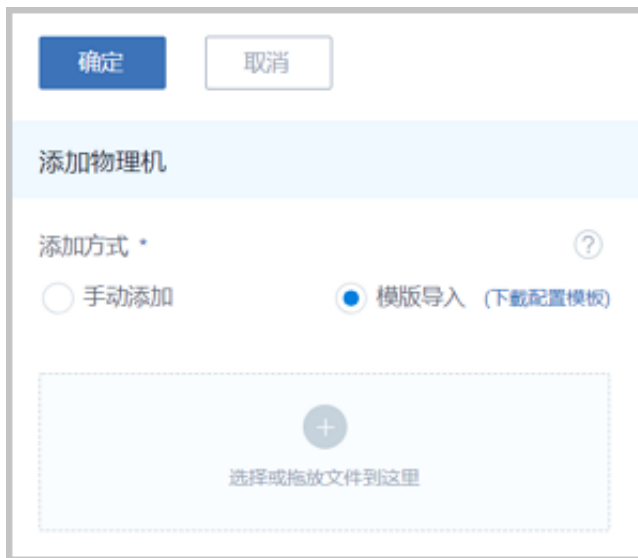 确定
取消
添加物理机
添加方式 *
手动添加
模版导入 (下載配置模板)
选择或拖放文件到这里